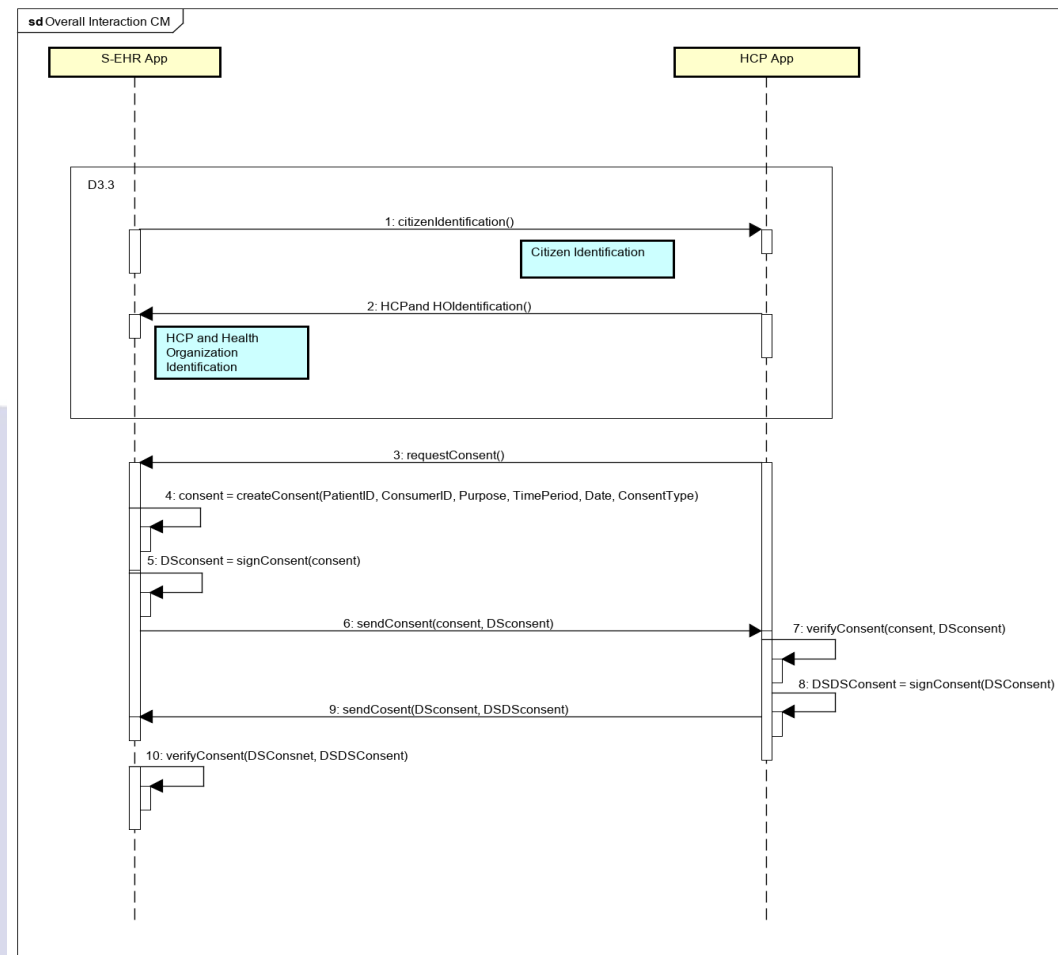 sd Overall Interaction CM
S-EHR App
HCP App
D3.3
1: citizenIdentification()
Citizen Identification
2: HCPand HOIdentification()
HCP and Health
Organization
Identification
3: requestConsent()
4: consent = createConsent(PatientID, ConsumerID, Purpose, TimePeriod, Date, ConsentType)
5: DSconsent = signConsent(consent)
6: sendConsent(consent, DSconsent)
7: verifyConsent(consent, DSconsent)
8: DSDSConsent = signConsent(DSConsent)
9: sendCosent(DSconsent, DSDSconsent)
10: verifyConsent(DSConsnet, DSDSConsent)